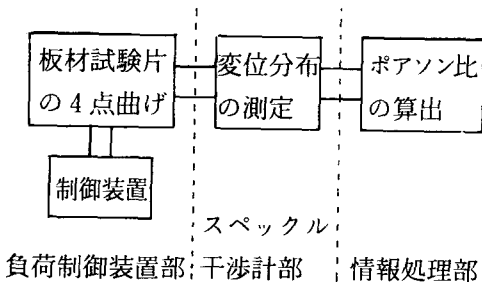 板材試験片
の4点曲げ
変位分布
の測定
ポアソン比
の算出
制御装置
スペックル
負荷制御装置部
干渉計部
情報処理部